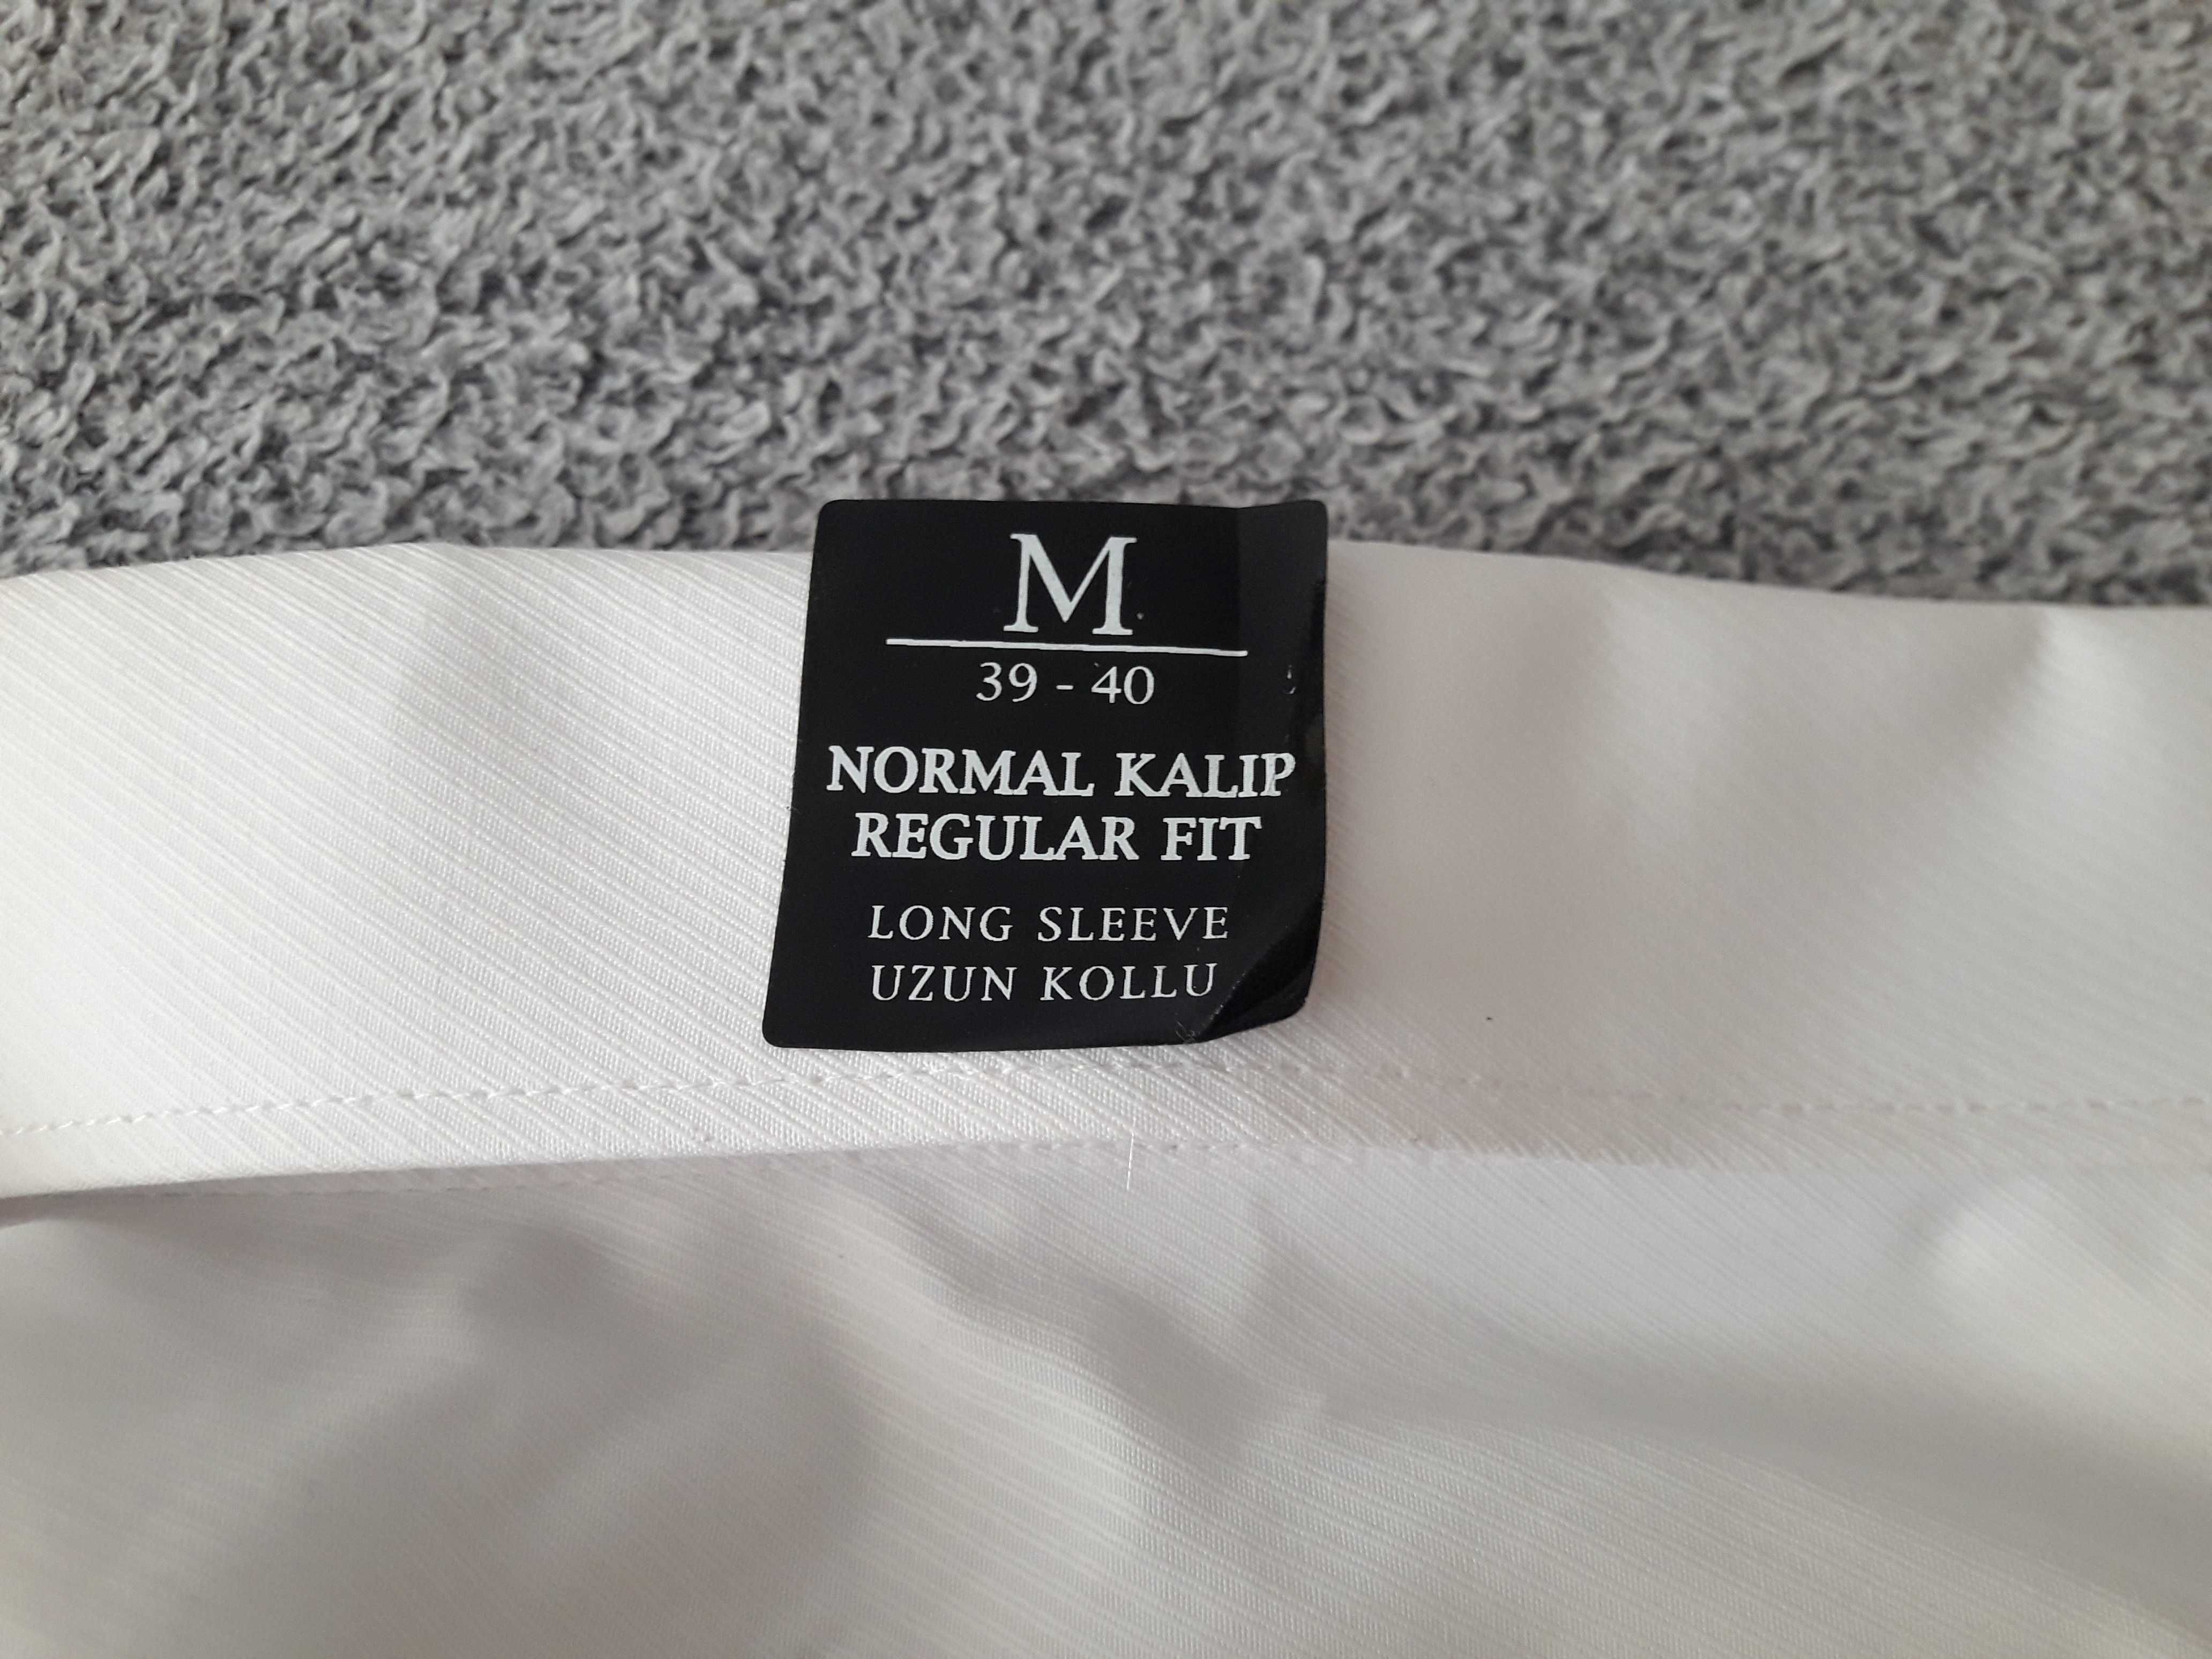 M
39 - 40
NORMAL KALIP
REGULAR FIT
LONG SLEEVE
UZUN KOLLU